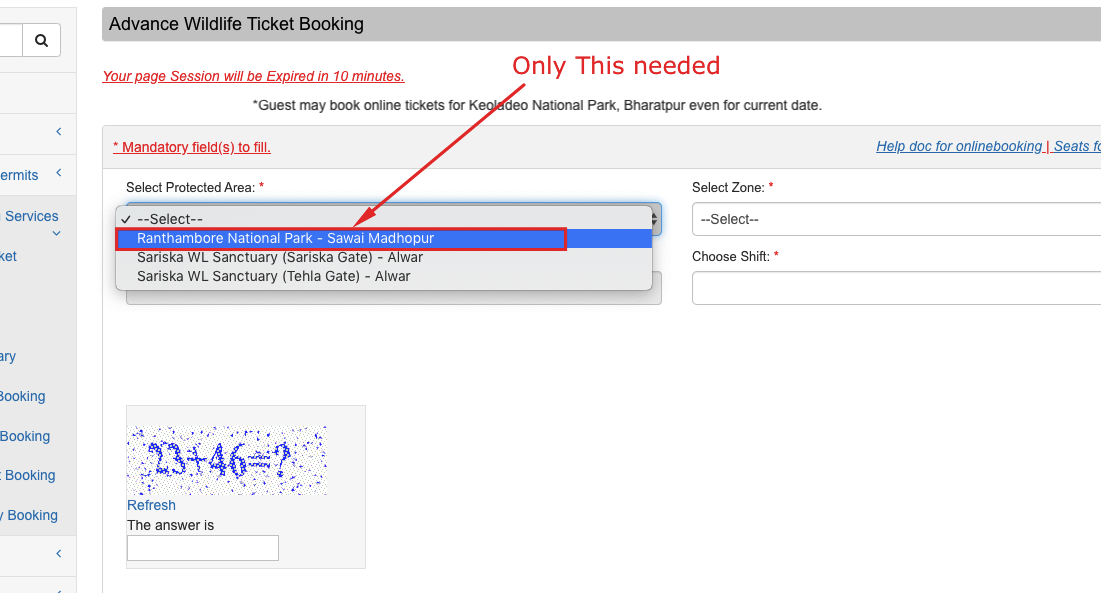 Advance Wildlife Ticket Booking
Only This needed
Your page Session will be Expired in 10 minutes.
*Guest may book online tickets for Keoladeo National Park, Bharatpur even for current date.
* Mandatory field(s) to fill.
Help doc for onlinebooking | Seats fo
ermits
Services
ket
ary
Booking
Booking
t Booking
y Booking
Select Protected Area: *
Select Zone: *
✓ --Select--
--Select--
Ranthambore National Park - Sawai Madhopur
Sariska WL Sanctuary (Sariska Gate) - Alwar
Choose Shift: *
Sariska WL Sanctuary (Tehla Gate) - Alwar
23+46=?
Refresh
The answer is